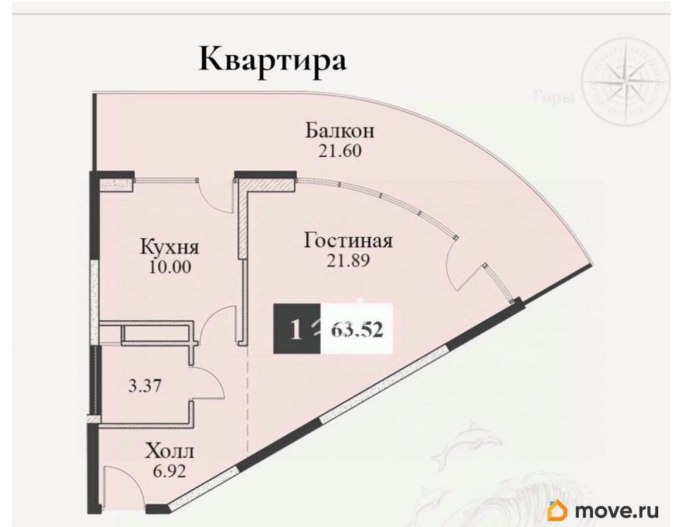 Квартира
Горы
Балкон
21.60
Кухня
10.00
Гостиная
21.89
1 63.52
3.37
Холл
6.92
move.ru